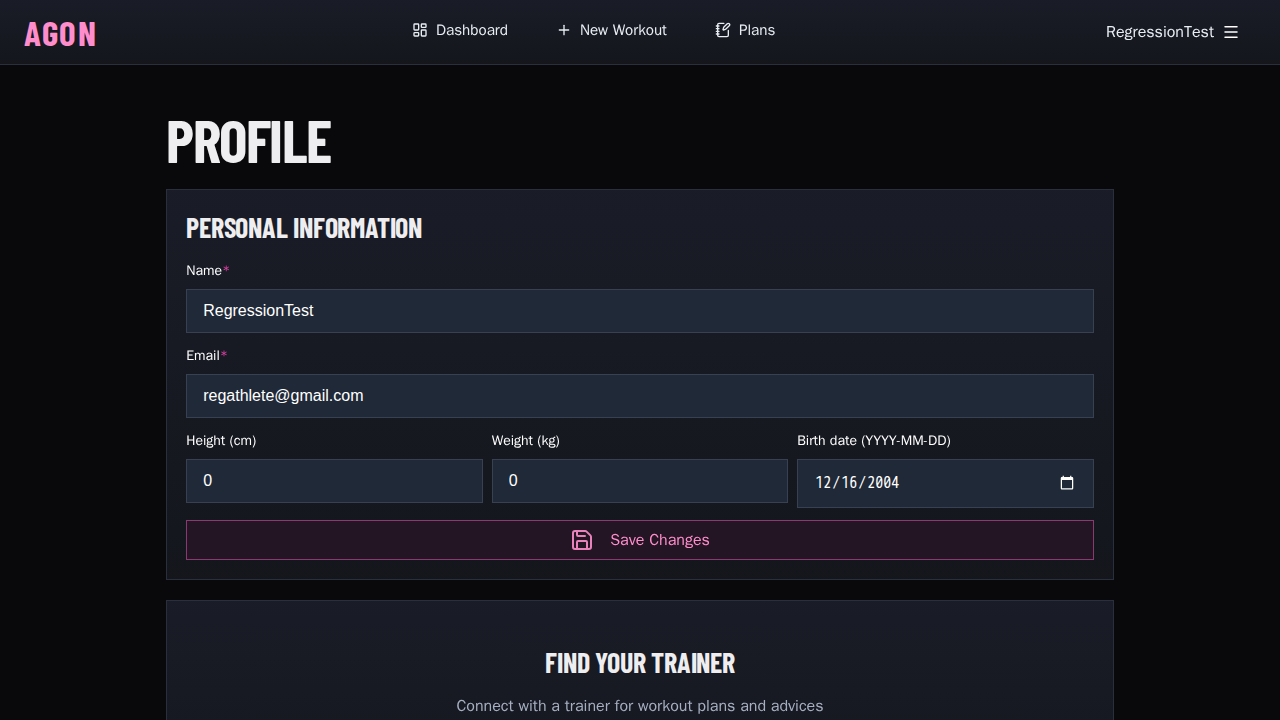 AGON
Dashboard
New Workout
Plans
RegressionTest
PROFILE
PERSONAL INFORMATION
Name*
RegressionTest
Email*
regathlete@gmail.com
Height (cm)
Weight (kg)
Birth date (YYYY-MM-DD)
0
0
12/16/2004
Save Changes
FIND YOUR TRAINER
Connect with a trainer for workout plans and advices